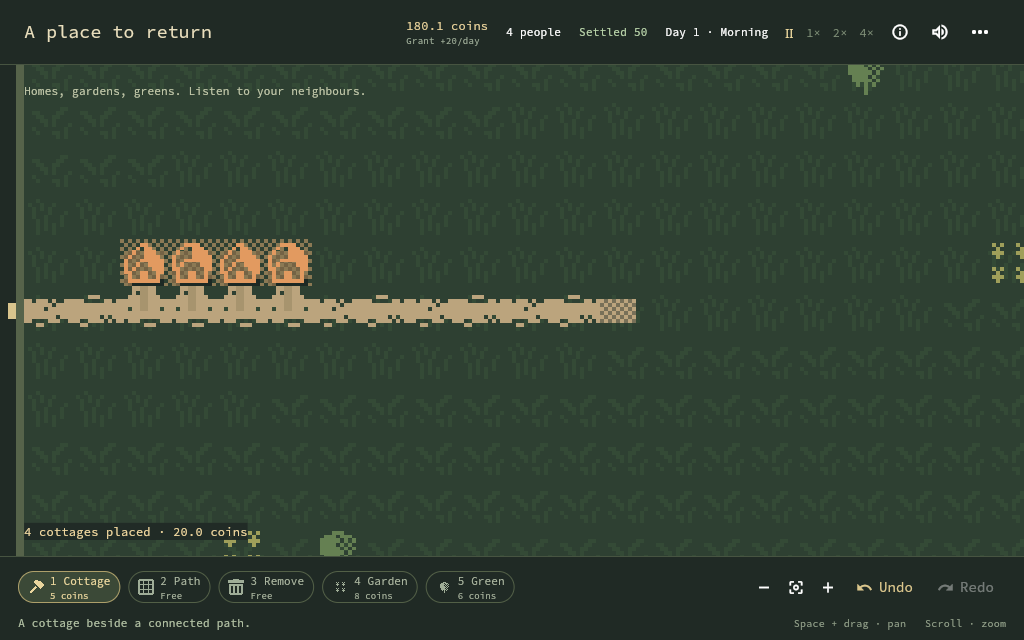 A place to return
180.1 coins
Grant +20/day
4 people
Settled 50
Day 1 · Morning
1×
2×
4×
Homes, gardens, greens. Listen to your neighbours.
4 cottages placed · 20.0 coins
1 Cottage
5 coins
2 Path
Free
3 Remove
Free
4 Garden
8 coins
5 Green
6 coins
Undo
Redo
A cottage beside a connected path.
Space + drag · pan
Scroll · zoom